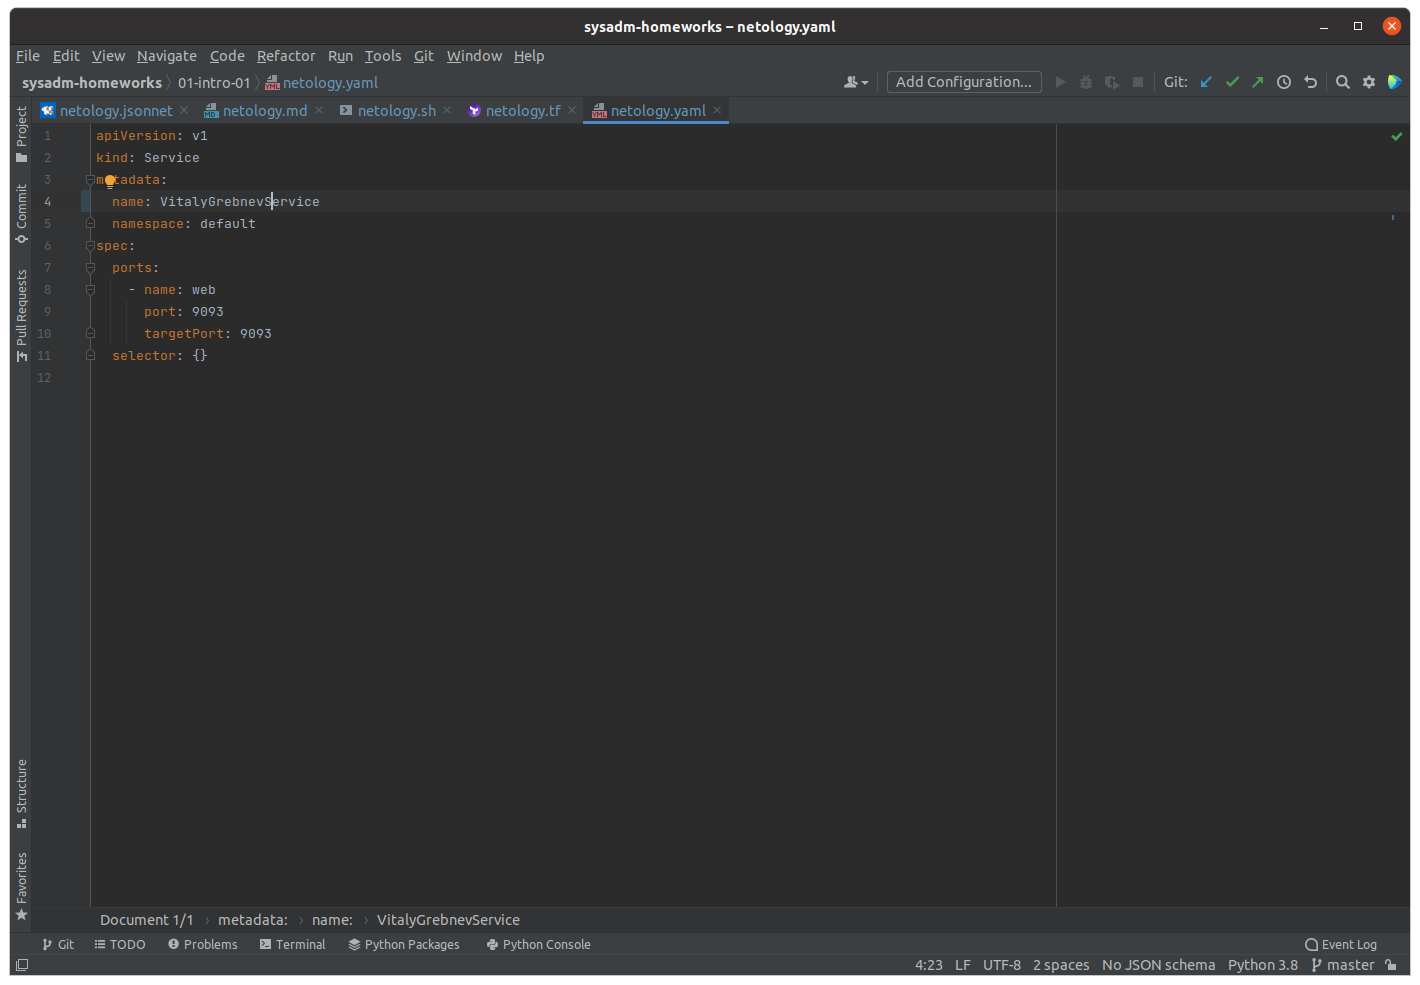 sysadm-homeworks – netology.yaml
File Edit View Navigate Code Refactor Run Tools Git Window Help
sysadm-homeworks 01-intro-01 netology.yaml Add Configuration... Git:
netology.jsonnet netology.md netology.sh netology.tf netology.yaml
Project
Commit
Pull Requests
Structure
Favorites
1 apiVersion: v1
2 kind: Service
3 metadata:
4 name: VitalyGrebnevService
5 namespace: default
6 spec:
7 ports:
8 - name: web
9 port: 9093
10 targetPort: 9093
11 selector: {}
12
Document 1/1 › metadata: › name: › VitalyGrebnevService
Git TODO Problems Terminal Python Packages Python Console Event Log
4:23 LF UTF-8 2 spaces No JSON schema Python 3.8 master